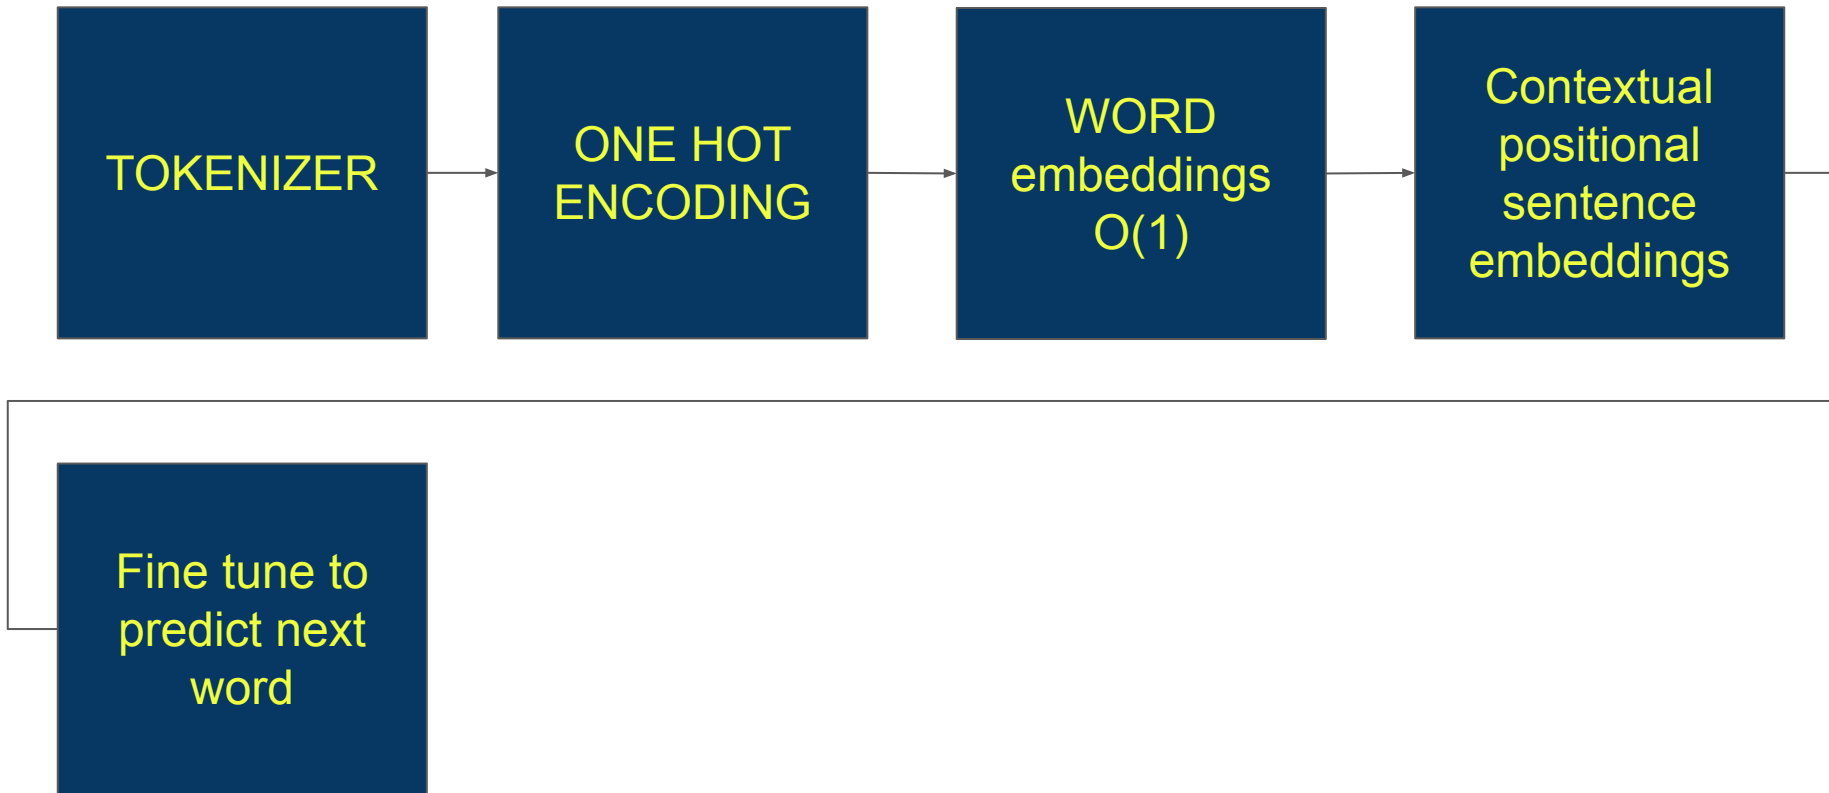 TOKENIZER
ONE HOT
ENCODING
WORD
embeddings
O(1)
Contextual
positional
sentence
embeddings
Fine tune to
predict next
word